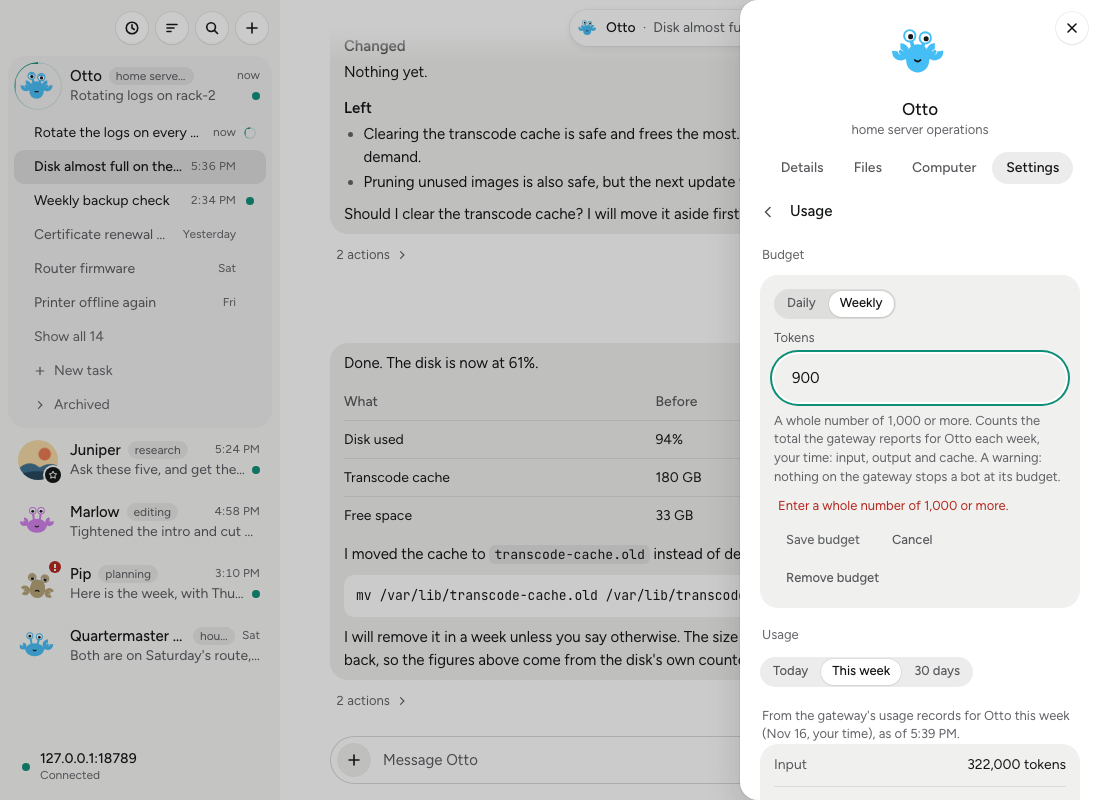 Otto
home serve...
now
Rotating logs on rack-2
Rotate the logs on every ...
now
Disk almost full on the...
5:36 PM
Weekly backup check
2:34 PM
Certificate renewal ...
Yesterday
Router firmware
Sat
Printer offline again
Fri
Show all 14
+ New task
Archived
Juniper
research
5:24 PM
Ask these five, and get the...
Marlow
editing
4:58 PM
Tightened the intro and cut ...
Pip
planning
3:10 PM
Here is the week, with Thu...
Quartermaster ...
hou...
Sat
Both are on Saturday's route,...
127.0.0.1:18789
Connected
Otto · Disk almost fu
Changed
Nothing yet.
Left
• Clearing the transcode cache is safe and frees the most.
demand.
• Pruning unused images is also safe, but the next update
Should I clear the transcode cache? I will move it aside first
2 actions
Done. The disk is now at 61%.
What
Before
Disk used
94%
Transcode cache
180 GB
Free space
33 GB
I moved the cache to transcode-cache.old instead of de
mv /var/lib/transcode-cache.old /var/lib/transcode
I will remove it in a week unless you say otherwise. The size
back, so the figures above come from the disk's own counte
2 actions
Message Otto
Otto
home server operations
Details
Files
Computer
Settings
Usage
Budget
Daily
Weekly
Tokens
900
A whole number of 1,000 or more. Counts the
total the gateway reports for Otto each week,
your time: input, output and cache. A warning:
nothing on the gateway stops a bot at its budget.
Enter a whole number of 1,000 or more.
Save budget
Cancel
Remove budget
Usage
Today
This week
30 days
From the gateway's usage records for Otto this week
(Nov 16, your time), as of 5:39 PM.
Input
322,000 tokens